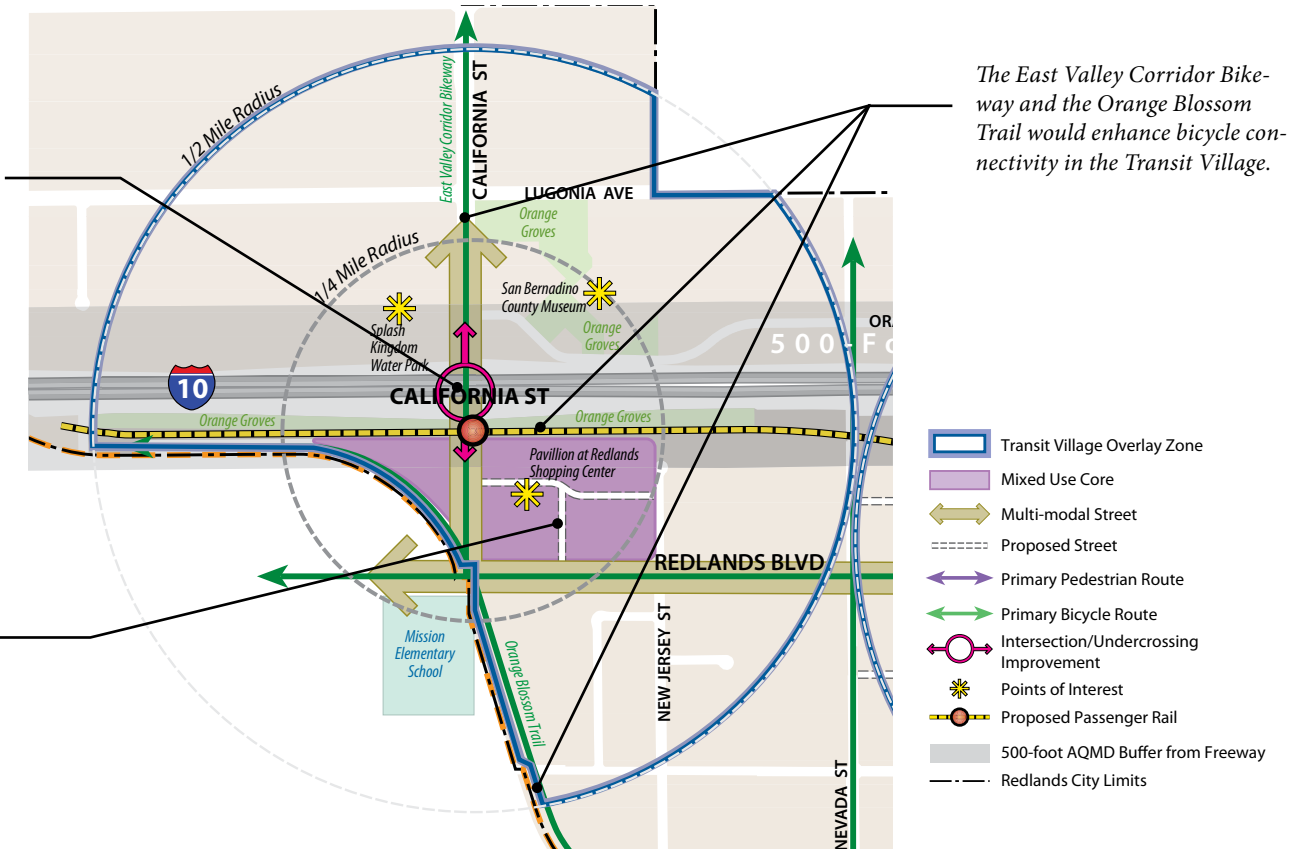 The East Valley Corridor Bike-
way and the Orange Blossom
Trail would enhance bicycle con-
nectivity in the Transit Village.
1/2 Mile Radius
East Valley Corridor Bikeway
CALIFORNIA ST
LUGONIA AVE
Orange
Groves
1/4 Mile Radius
San Bernadino
County Museum
Splash
Kingdom
Water Park
Orange
Groves
OR
500-Fo
10
CALIFORNIA ST
Orange Groves
Orange Groves
Pavillion at Redlands
Shopping Center
REDLANDS BLVD
Mission
Elementary
School
Orange Blossom Trail
NEW JERSEY ST
NEVADA ST
Transit Village Overlay Zone
Mixed Use Core
Multi-modal Street
Proposed Street
Primary Pedestrian Route
Primary Bicycle Route
Intersection/Undercrossing
Improvement
Points of Interest
Proposed Passenger Rail
500-foot AQMD Buffer from Freeway
Redlands City Limits